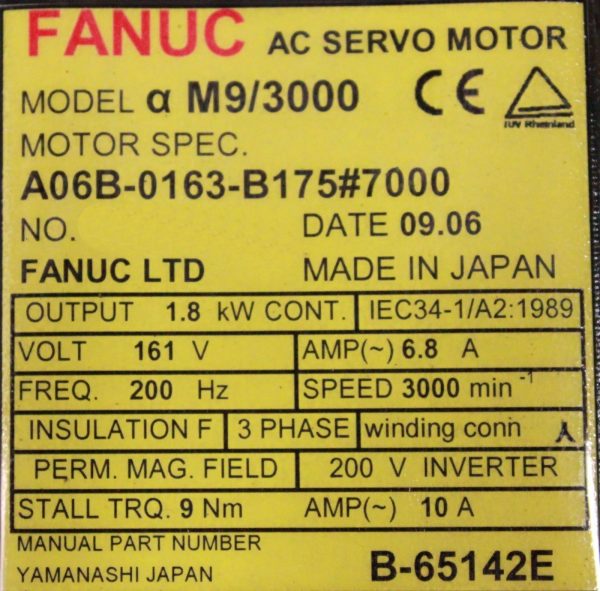 FANUC AC SERVO MOTOR
MODEL α M9/3000 CE
TUV Rheinland
MOTOR SPEC.
A06B-0163-B175#7000
NO. DATE 09.06
FANUC LTD MADE IN JAPAN
OUTPUT 1.8 kW CONT. IEC34-1/A2:1989
VOLT 161 V AMP(~) 6.8 A
FREQ. 200 Hz SPEED 3000 min⁻¹
INSULATION F 3 PHASE winding conn
PERM. MAG. FIELD 200 V INVERTER
STALL TRQ. 9 Nm AMP(~) 10 A
MANUAL PART NUMBER
YAMANASHI JAPAN B-65142E